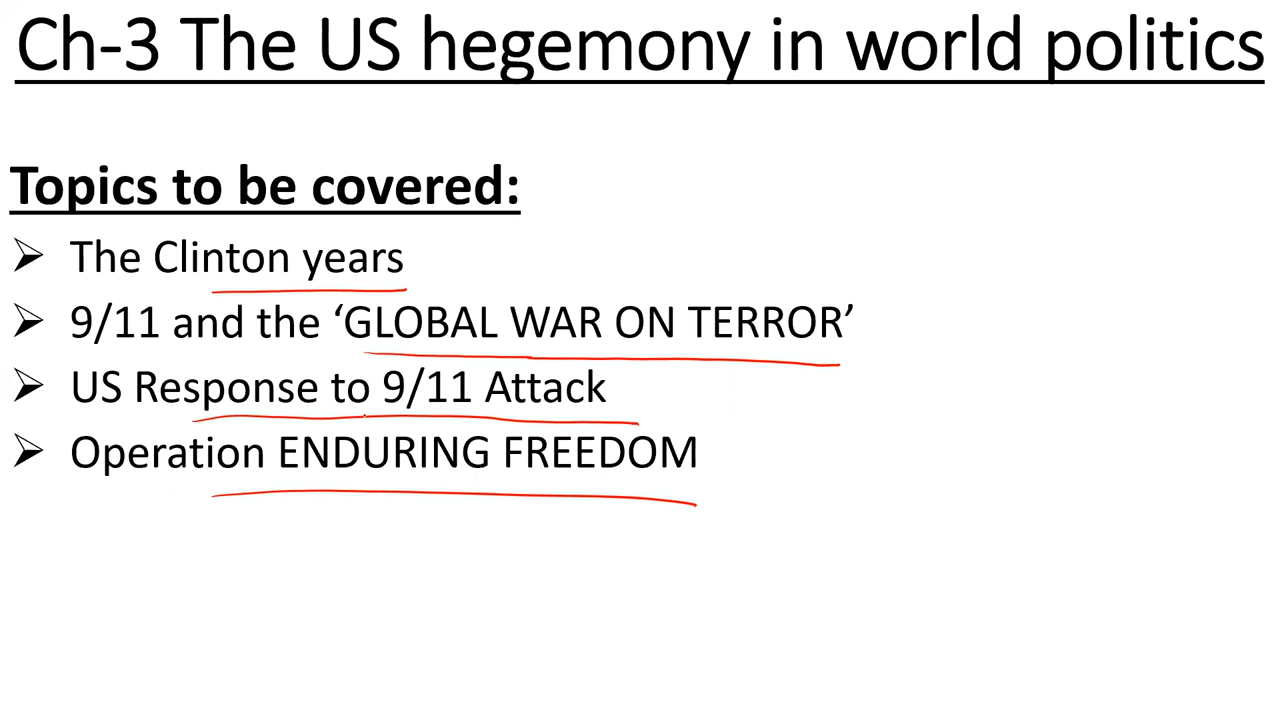 Ch-3 The US hegemony in world politics
Topics to be covered:
➢ The Clinton years
➢ 9/11 and the ‘GLOBAL WAR ON TERROR’
➢ US Response to 9/11 Attack
➢ Operation ENDURING FREEDOM